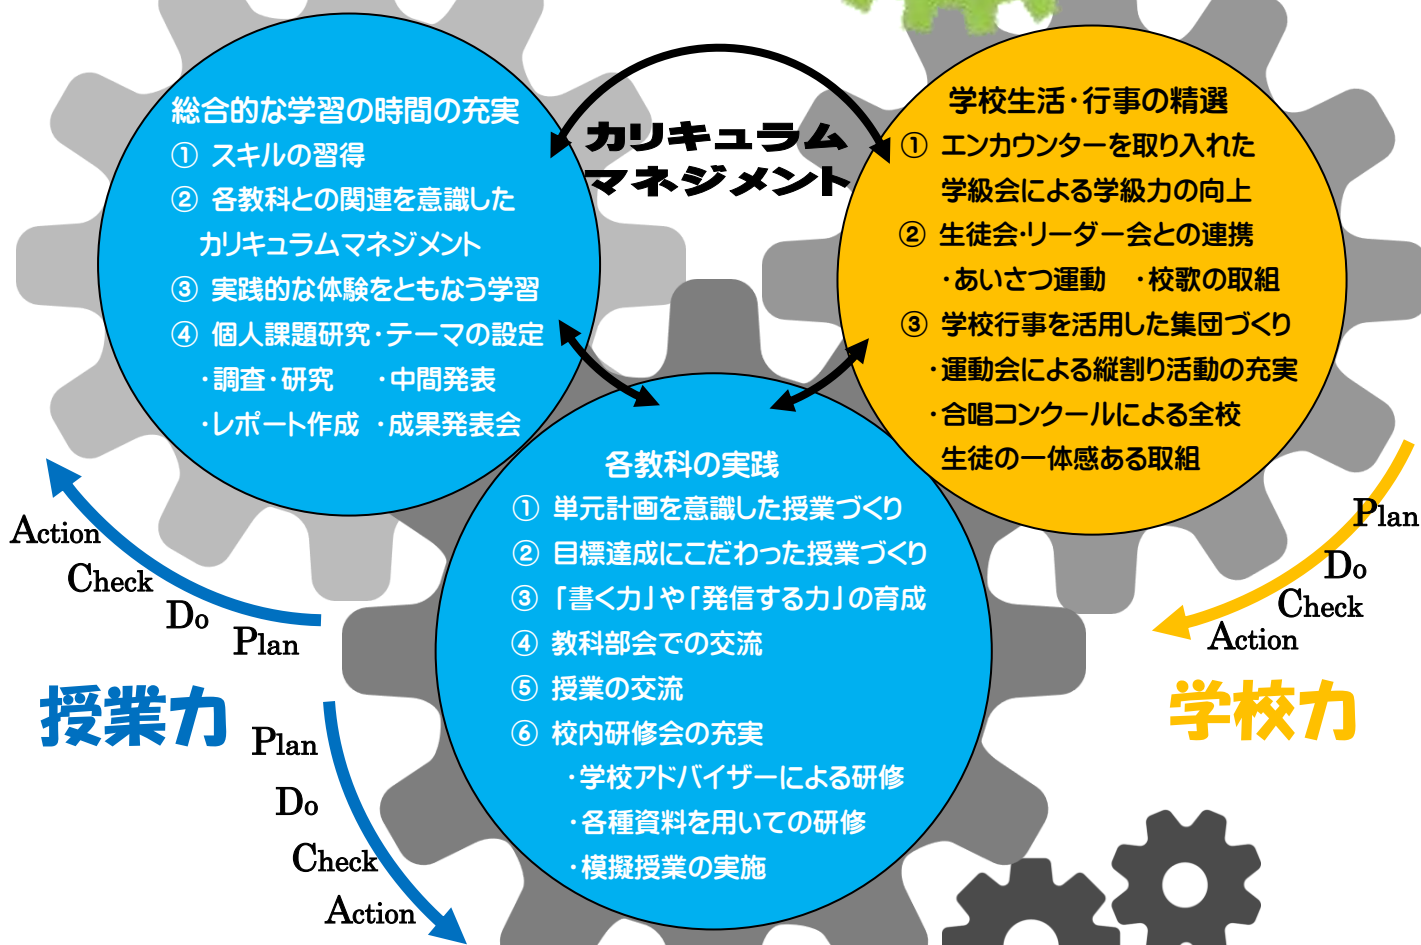 総合的な学習の時間の充実
① スキルの習得
② 各教科との関連を意識した
カリキュラムマネジメント
③ 実践的な体験をともなう学習
④ 個人課題研究・テーマの設定
・調査・研究　・中間発表
・レポート作成　・成果発表会
カリキュラム
マネジメント
学校生活・行事の精選
① エンカウンターを取り入れた
学級会による学級力の向上
② 生徒会・リーダー会との連携
・あいさつ運動　・校歌の取組
③ 学校行事を活用した集団づくり
・運動会による縦割り活動の充実
・合唱コンクールによる全校
生徒の一体感ある取組
各教科の実践
① 単元計画を意識した授業づくり
② 目標達成にこだわった授業づくり
③ 「書く力」や「発信する力」の育成
④ 教科部会での交流
⑤ 授業の交流
⑥ 校内研修会の充実
・学校アドバイザーによる研修
・各種資料を用いての研修
・模擬授業の実施
Action
Check
Do
Plan
授業力
Plan
Do
Check
Action
Plan
Do
Check
Action
学校力